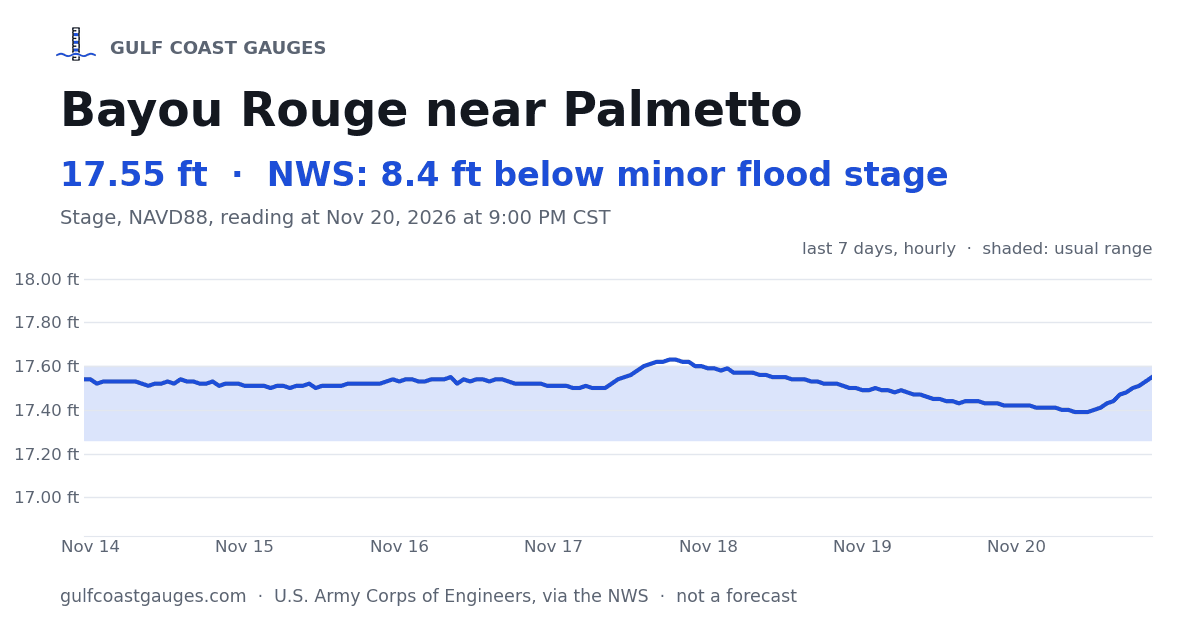 GULF COAST GAUGES
Bayou Rouge near Palmetto
17.55 ft · NWS: 8.4 ft below minor flood stage
Stage, NAVD88, reading at Nov 20, 2026 at 9:00 PM CST
last 7 days, hourly · shaded: usual range
18.00 ft
17.80 ft
17.60 ft
17.40 ft
17.20 ft
17.00 ft
Nov 14 Nov 15 Nov 16 Nov 17 Nov 18 Nov 19 Nov 20
gulfcoastgauges.com · U.S. Army Corps of Engineers, via the NWS · not a forecast